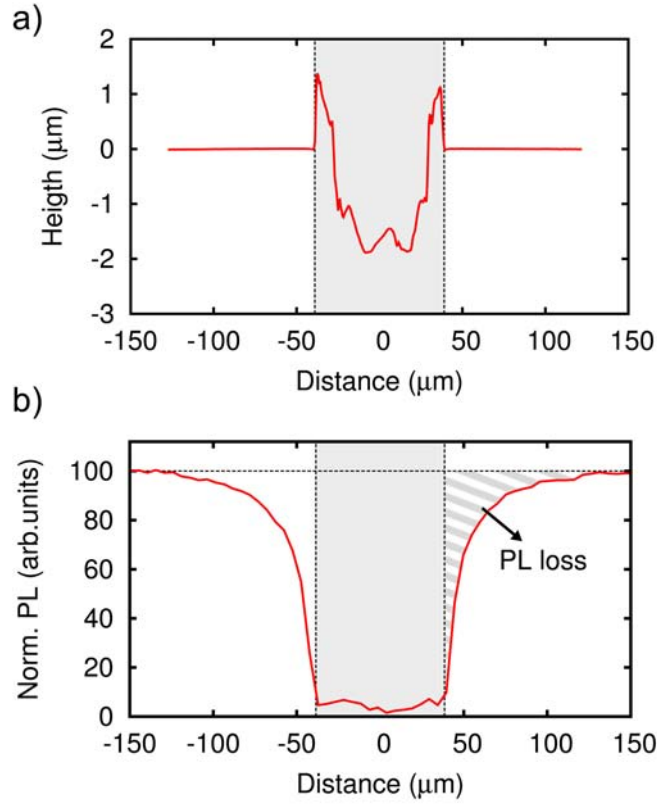 a)
2
1
0
-1
-2
-3
Heigth (μm)
-150 -100 -50 0 50 100 150
Distance (μm)
b)
100
80
60
40
20
0
Norm. PL (arb.units)
PL loss
-150 -100 -50 0 50 100 150
Distance (μm)